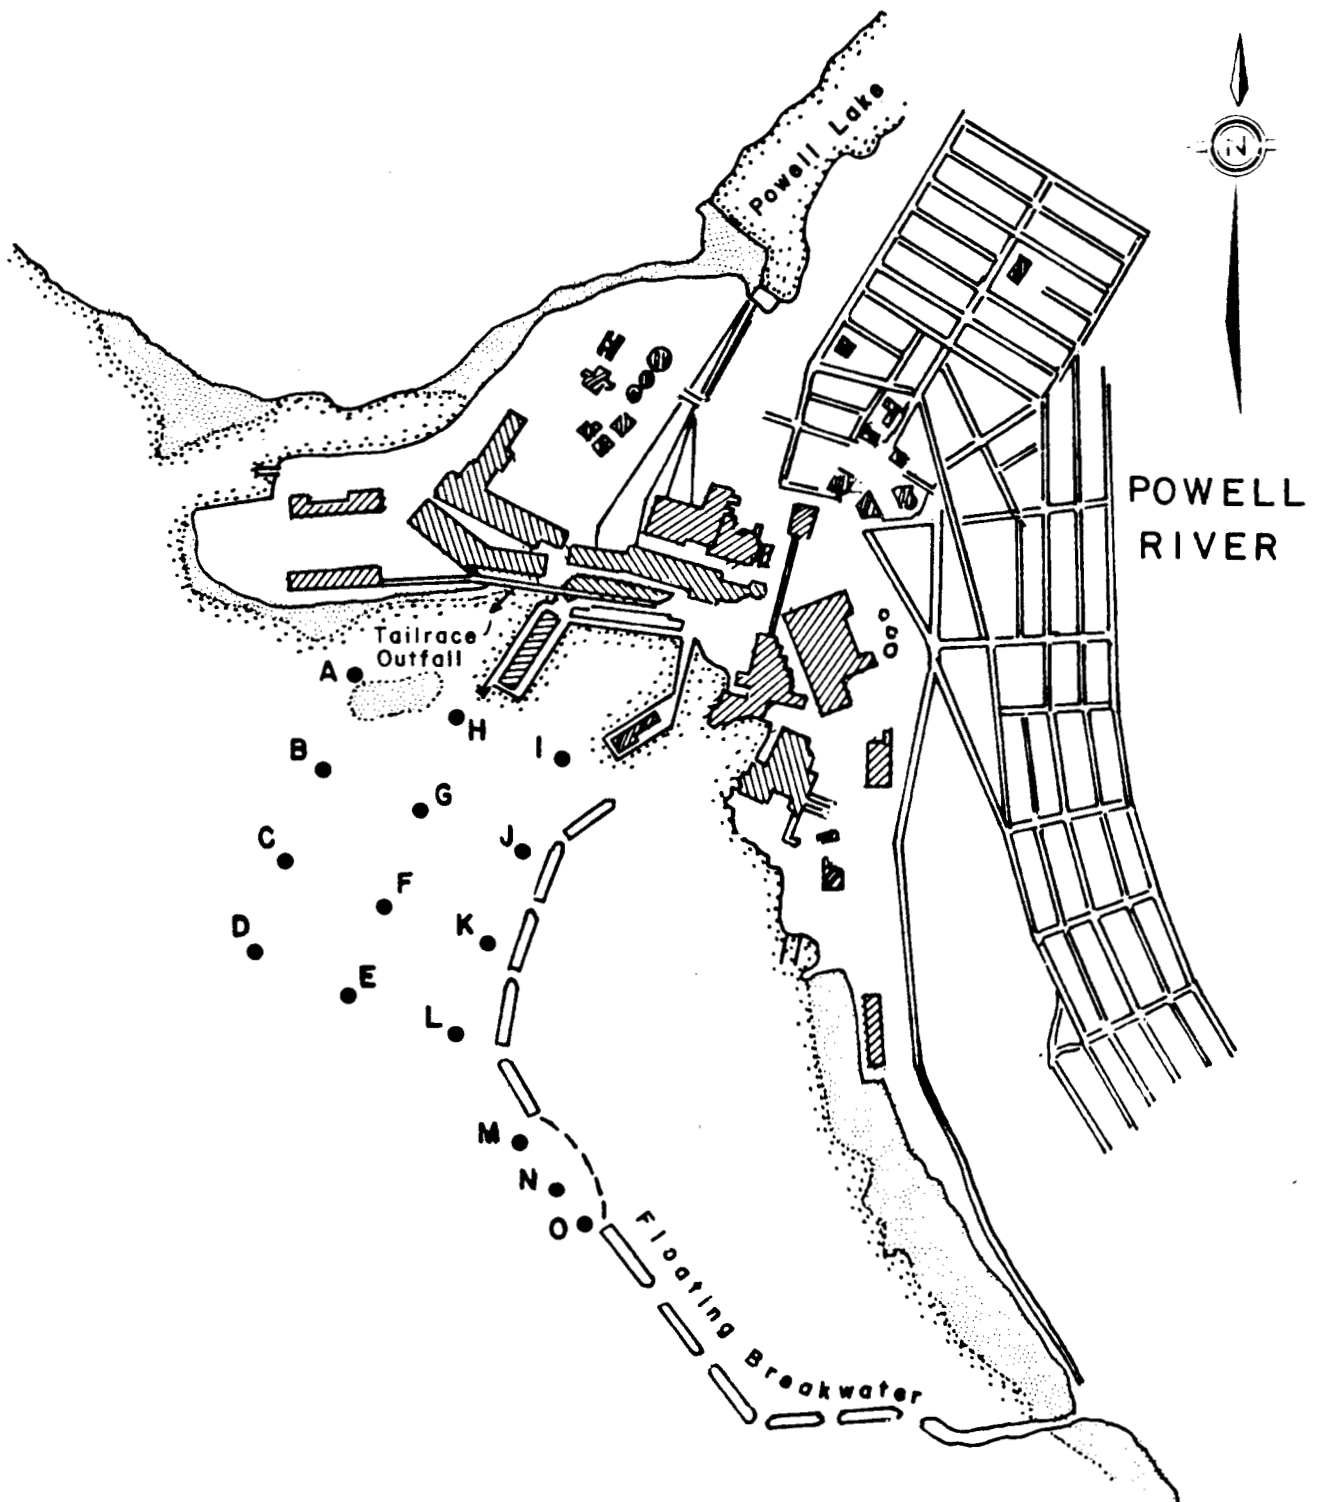 Powell Lake
N
POWELL
RIVER
Tailrace
Outfall
A
H
B
I
G
C
J
F
D
K
E
L
M
N
O
Floating Breakwater